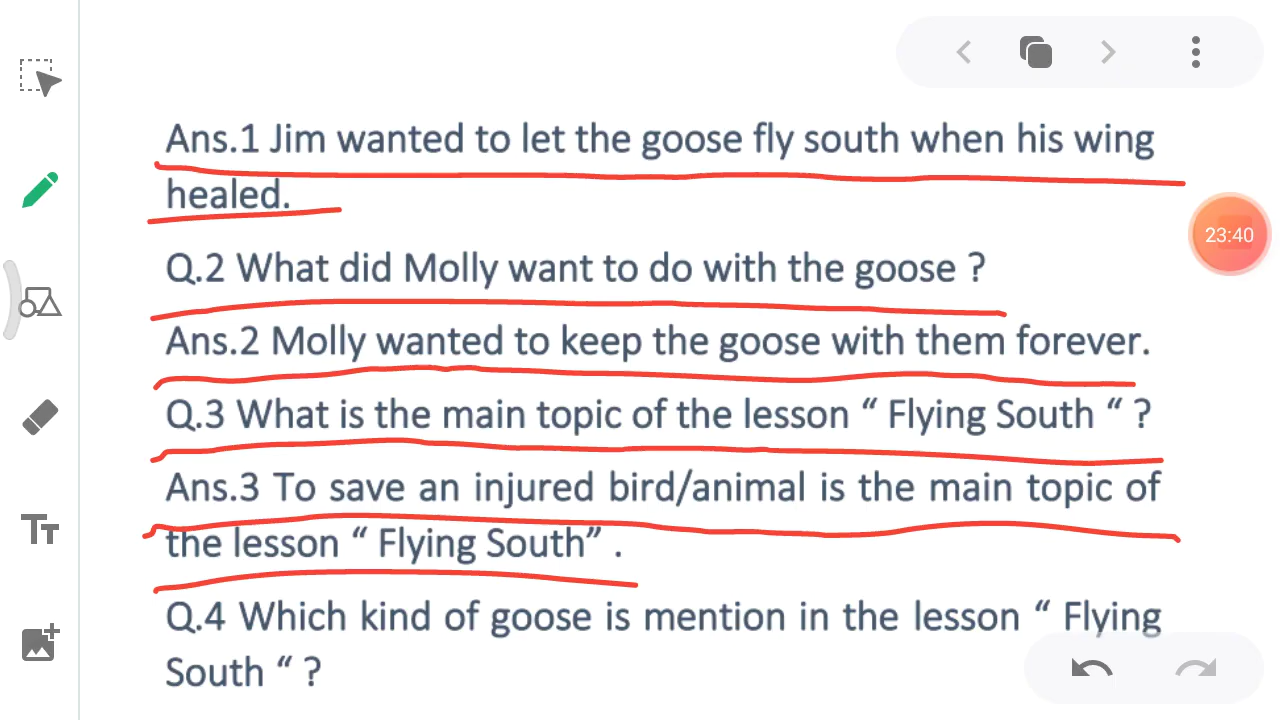 Ans.1 Jim wanted to let the goose fly south when his wing
healed.
23:40
Q.2 What did Molly want to do with the goose ?
Ans.2 Molly wanted to keep the goose with them forever.
Q.3 What is the main topic of the lesson “ Flying South “ ?
Ans.3 To save an injured bird/animal is the main topic of
the lesson “ Flying South” .
Q.4 Which kind of goose is mention in the lesson “ Flying
South “ ?